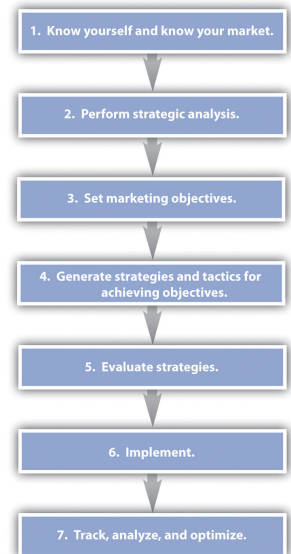 1. Know yourself and know your market.
2. Perform strategic analysis.
3. Set marketing objectives.
4. Generate strategies and tactics for
achieving objectives.
5. Evaluate strategies.
6. Implement.
7. Track, analyze, and optimize.